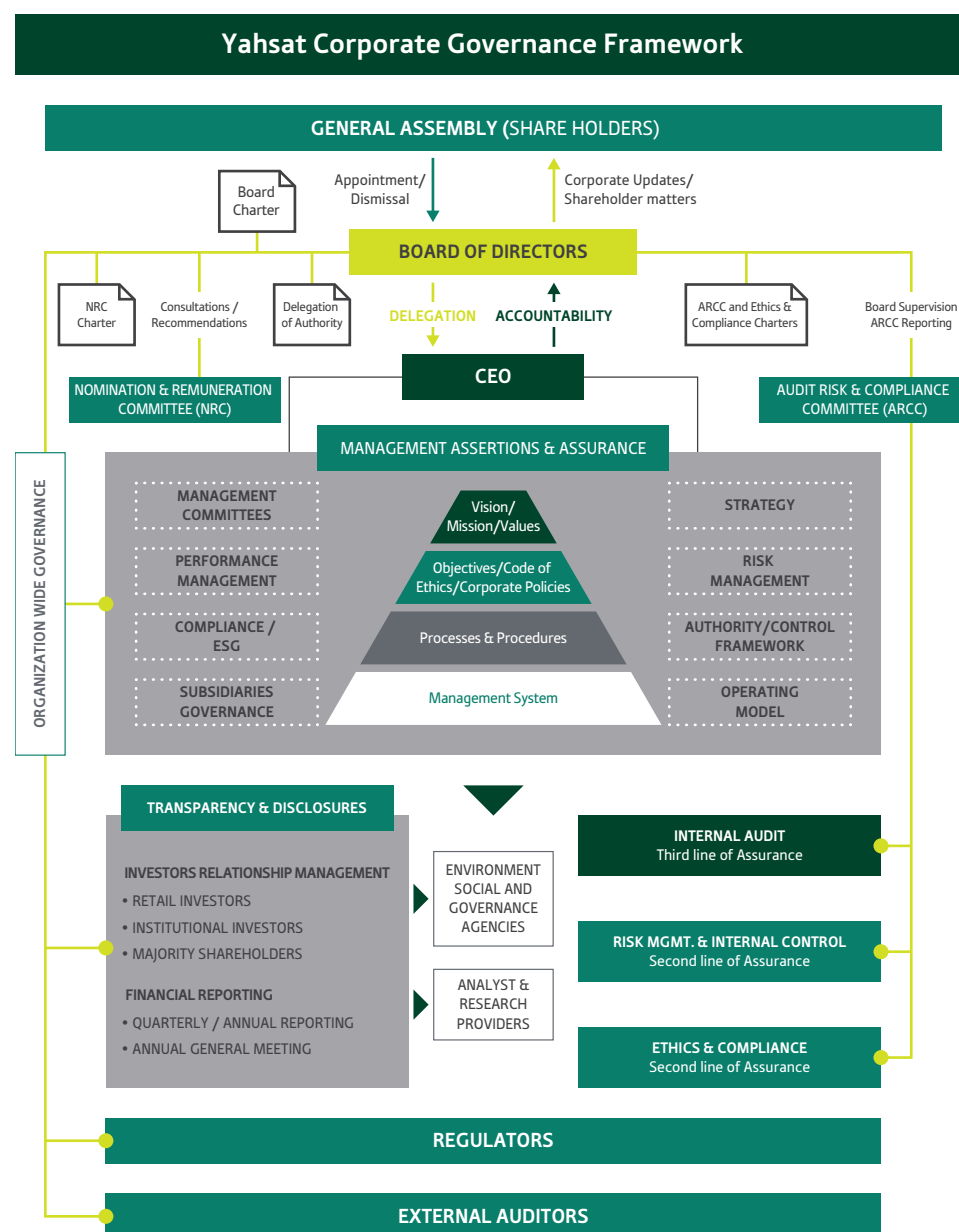 Yahsat Corporate Governance Framework
GENERAL ASSEMBLY (SHARE HOLDERS)
Board
Charter
Appointment/
Dismissal
Corporate Updates/
Shareholder matters
BOARD OF DIRECTORS
NRC
Charter
Consultations /
Recommendations
Delegation
of Authority
DELEGATION
ACCOUNTABILITY
ARCC and Ethics &
Compliance Charters
Board Supervision
ARCC Reporting
CEO
NOMINATION & REMUNERATION
COMMITTEE (NRC)
AUDIT RISK & COMPLIANCE
COMMITTEE (ARCC)
MANAGEMENT ASSERTIONS & ASSURANCE
ORGANIZATION WIDE GOVERNANCE
MANAGEMENT
COMMITTEES
PERFORMANCE
MANAGEMENT
COMPLIANCE /
ESG
SUBSIDIARIES
GOVERNANCE
Vision/
Mission/Values
Objectives/Code of
Ethics/Corporate Policies
Processes & Procedures
Management System
STRATEGY
RISK
MANAGEMENT
AUTHORITY/CONTROL
FRAMEWORK
OPERATING
MODEL
TRANSPARENCY & DISCLOSURES
INVESTORS RELATIONSHIP MANAGEMENT
• RETAIL INVESTORS
• INSTITUTIONAL INVESTORS
• MAJORITY SHAREHOLDERS
FINANCIAL REPORTING
• QUARTERLY / ANNUAL REPORTING
• ANNUAL GENERAL MEETING
ENVIRONMENT
SOCIAL AND
GOVERNANCE
AGENCIES
ANALYST &
RESEARCH
PROVIDERS
INTERNAL AUDIT
Third line of Assurance
RISK MGMT. & INTERNAL CONTROL
Second line of Assurance
ETHICS & COMPLIANCE
Second line of Assurance
REGULATORS
EXTERNAL AUDITORS